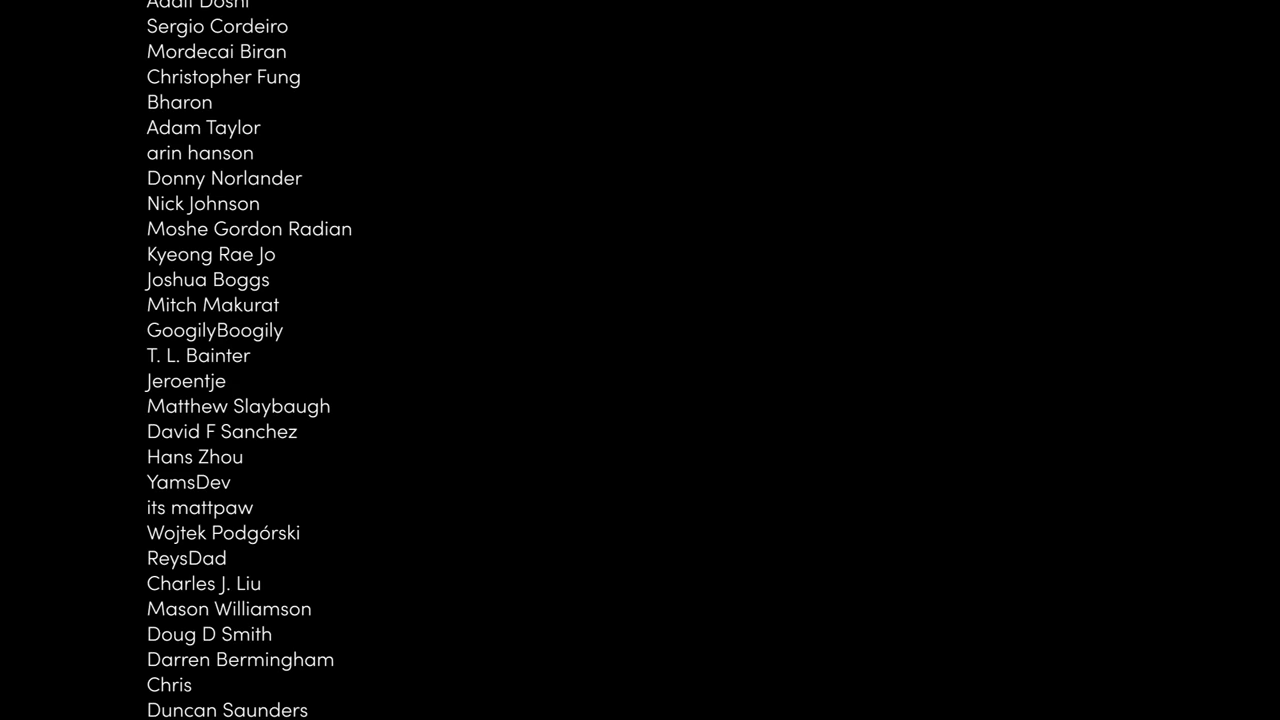 Sergio Cordeiro
Mordecai Biran
Christopher Fung
Bharon
Adam Taylor
arin hanson
Donny Norlander
Nick Johnson
Moshe Gordon Radian
Kyeong Rae Jo
Joshua Boggs
Mitch Makurat
GoogilyBoogily
T. L. Bainter
Jeroentje
Matthew Slaybaugh
David F Sanchez
Hans Zhou
YamsDev
its mattpaw
Wojtek Podgórski
ReysDad
Charles J. Liu
Mason Williamson
Doug D Smith
Darren Bermingham
Chris
Duncan Saunders